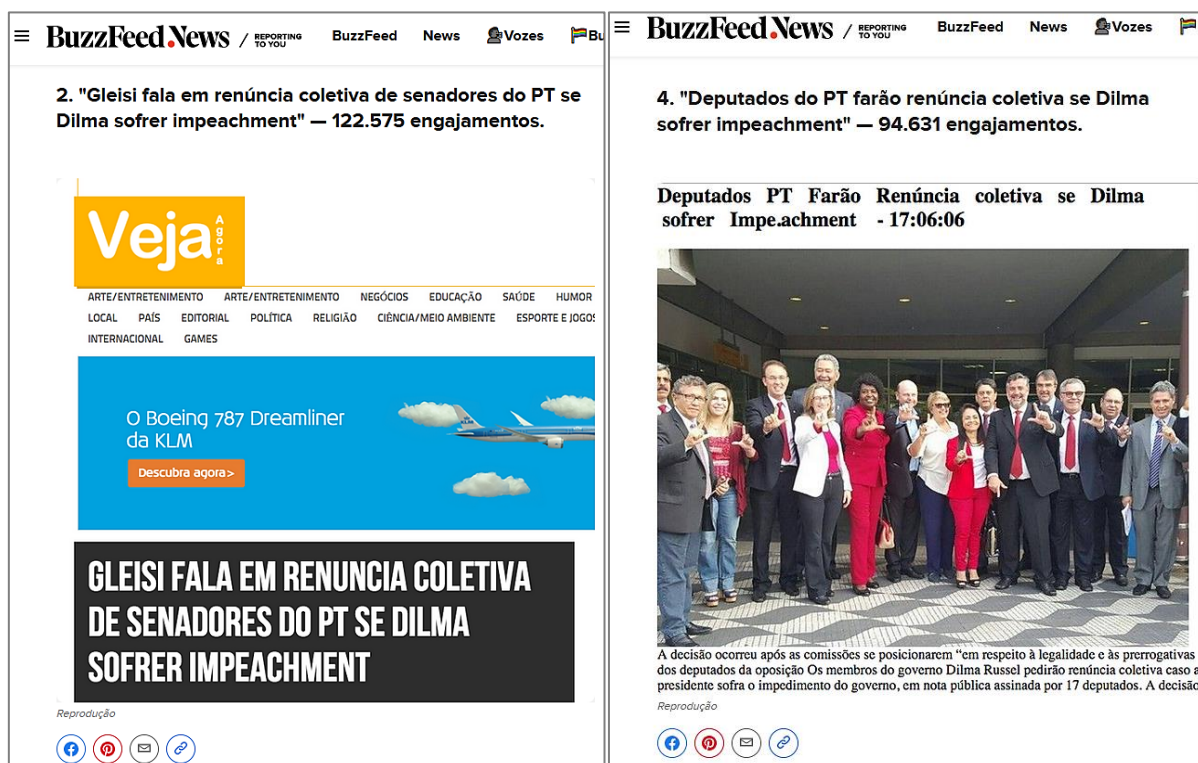 BuzzFeed News / REPORTING TO YOU BuzzFeed News Vozes Bu
2. "Gleisi fala em renúncia coletiva de senadores do PT se
Dilma sofrer impeachment" — 122.575 engajamentos.
Veja Agora
ARTE/ENTRETENIMENTO ARTE/ENTRETENIMENTO NEGÓCIOS EDUCAÇÃO SAÚDE HUMOR
LOCAL PAÍS EDITORIAL POLÍTICA RELIGIÃO CIÊNCIA/MEIO AMBIENTE ESPORTE E JOGOS
INTERNACIONAL GAMES
O Boeing 787 Dreamliner
da KLM
Descubra agora >
GLEISI FALA EM RENUNCIA COLETIVA
DE SENADORES DO PT SE DILMA
SOFRER IMPEACHMENT
Reprodução
BuzzFeed News / REPORTING TO YOU BuzzFeed News Vozes
4. "Deputados do PT farão renúncia coletiva se Dilma
sofrer impeachment" — 94.631 engajamentos.
Deputados PT Farão Renúncia coletiva se Dilma
sofrer Impe.achment - 17:06:06
A decisão ocorreu após as comissões se posicionarem “em respeito à legalidade e às prerrogativas
dos deputados da oposição Os membros do governo Dilma Russel pedirão renúncia coletiva caso a
presidente sofra o impedimento do governo, em nota pública assinada por 17 deputados. A decisão
Reprodução